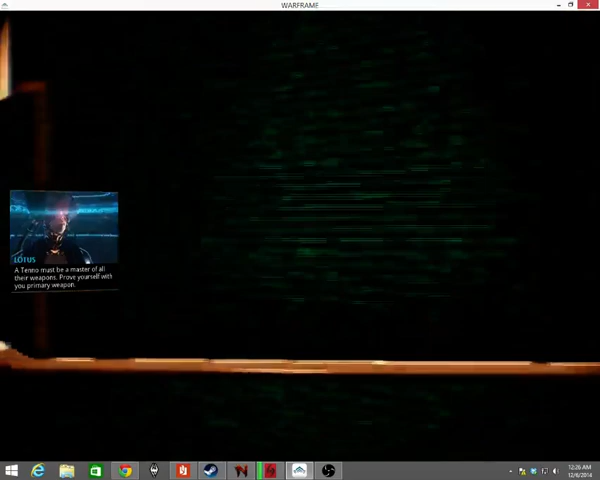 WARFRAME
LOTUS
A Tenno must be a master of all
their weapons. Prove yourself with
you primary weapon.
12:26 AM
12/6/2014